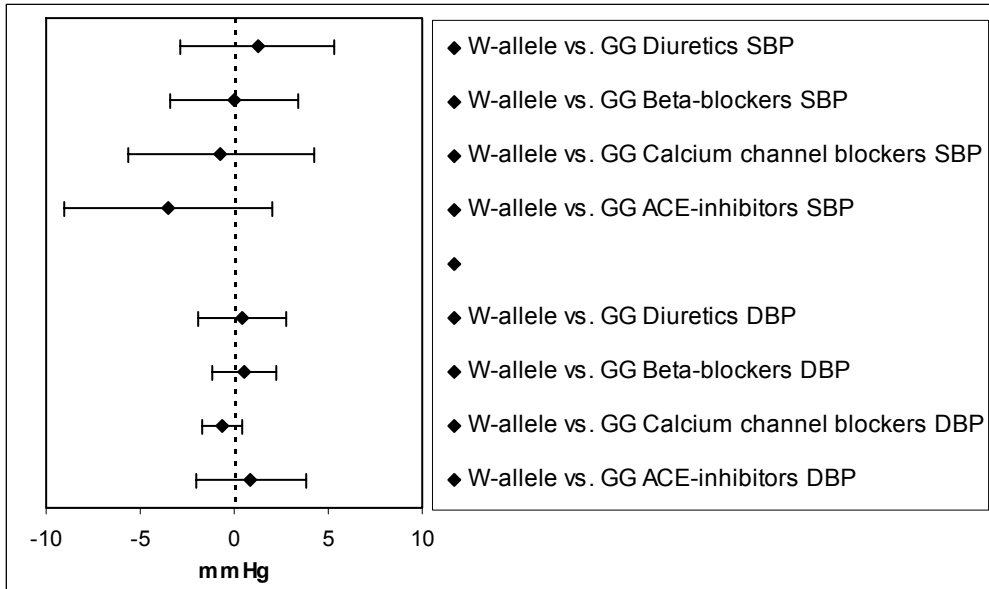 W-allele vs. GG Diuretics SBP
W-allele vs. GG Beta-blockers SBP
W-allele vs. GG Calcium channel blockers SBP
W-allele vs. GG ACE-inhibitors SBP
W-allele vs. GG Diuretics DBP
W-allele vs. GG Beta-blockers DBP
W-allele vs. GG Calcium channel blockers DBP
W-allele vs. GG ACE-inhibitors DBP
-10 -5 0 5 10
mmHg